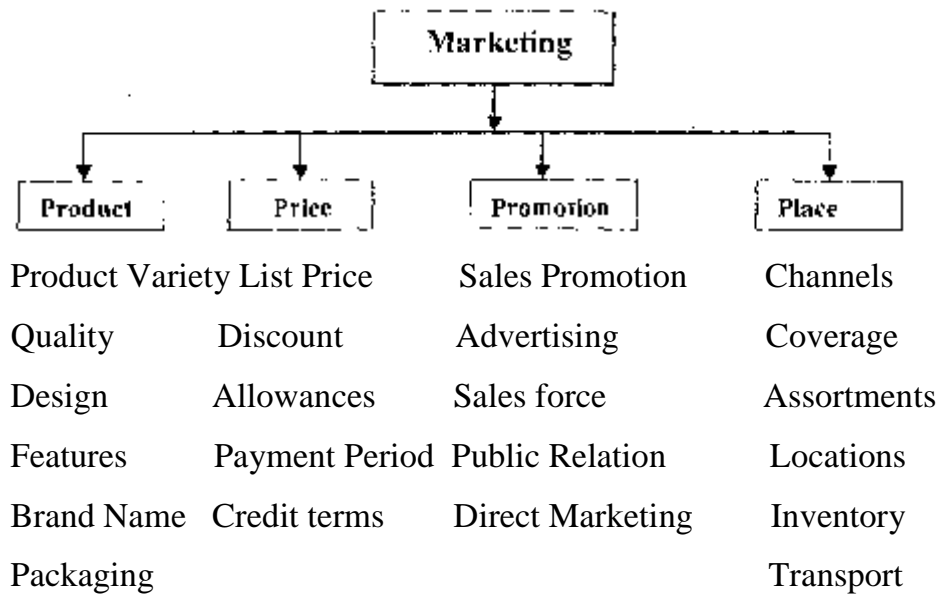 Marketing
Product Price Promotion Place
Product Variety List Price Sales Promotion Channels
Quality Discount Advertising Coverage
Design Allowances Sales force Assortments
Features Payment Period Public Relation Locations
Brand Name Credit terms Direct Marketing Inventory
Packaging Transport